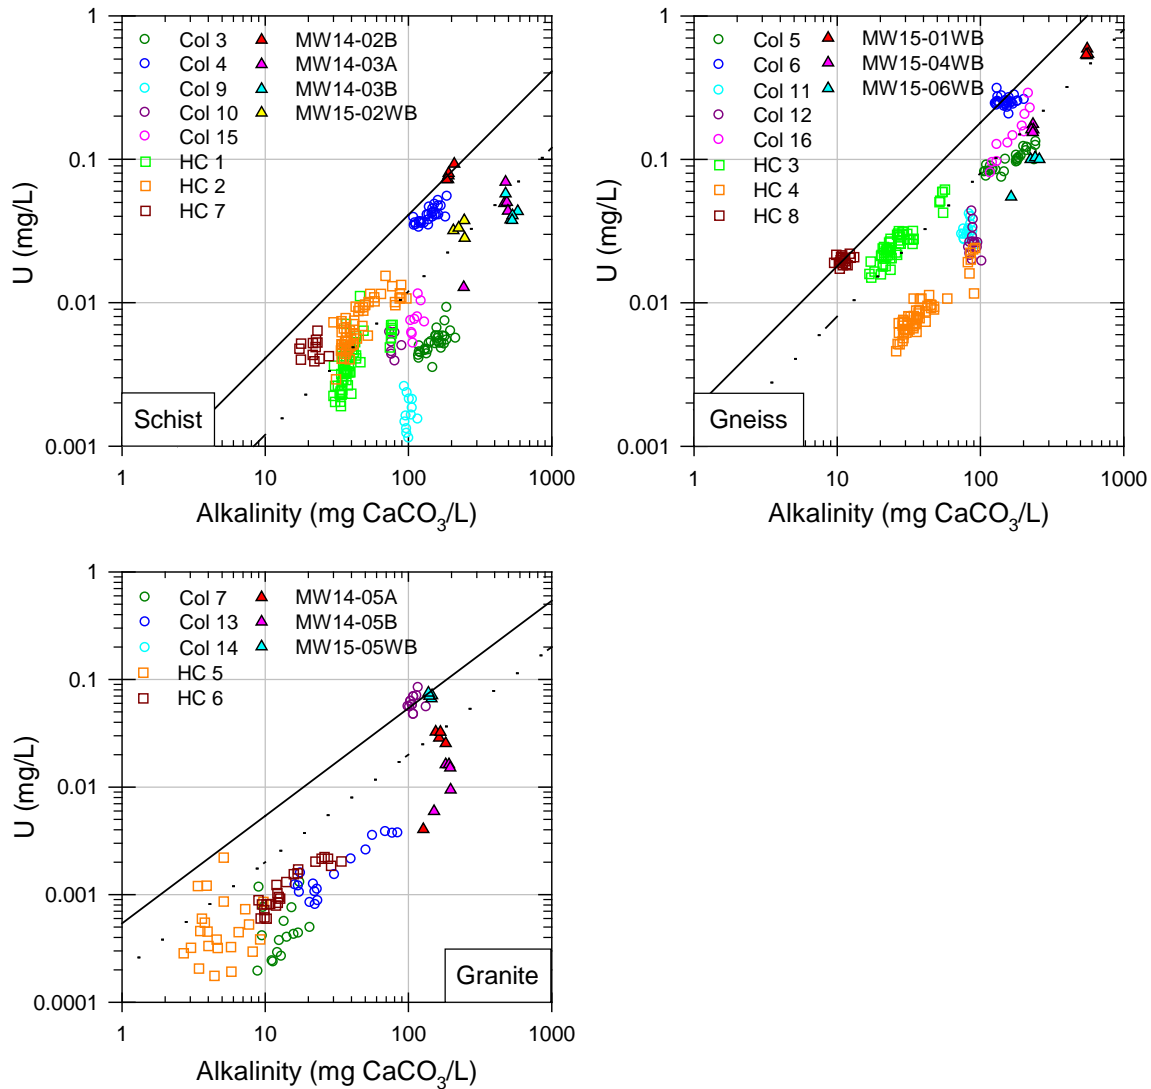 1
0.1
0.01
0.001
U (mg/L)
Col 3
Col 4
Col 9
Col 10
Col 15
HC 1
HC 2
HC 7
MW14-02B
MW14-03A
MW14-03B
MW15-02WB
Schist
1 10 100 1000
Alkalinity (mg CaCO₃/L)
1
0.1
0.01
0.001
U (mg/L)
Col 5
Col 6
Col 11
Col 12
Col 16
HC 3
HC 4
HC 8
MW15-01WB
MW15-04WB
MW15-06WB
Gneiss
1 10 100 1000
Alkalinity (mg CaCO₃/L)
1
0.1
0.01
0.001
0.0001
U (mg/L)
Col 7
Col 13
Col 14
HC 5
HC 6
MW14-05A
MW14-05B
MW15-05WB
Granite
1 10 100 1000
Alkalinity (mg CaCO₃/L)